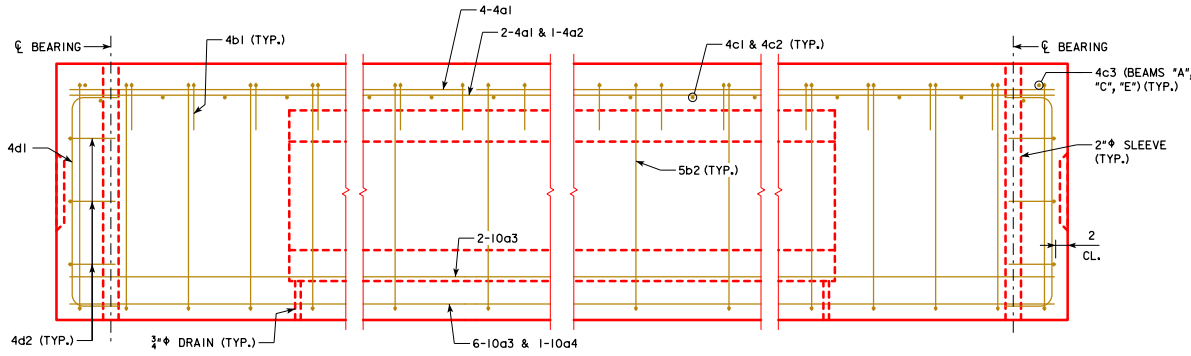 4-4a1
2-4a1 & 1-4a2
℄ BEARING
4b1 (TYP.)
4c1 & 4c2 (TYP.)
℄ BEARING
4c3 (BEAMS "A",
"C", "E") (TYP.)
4d1
2"Φ SLEEVE
(TYP.)
5b2 (TYP.)
2-10a3
2
CL.
4d2 (TYP.)
3/4"Φ DRAIN (TYP.)
6-10a3 & 1-10a4